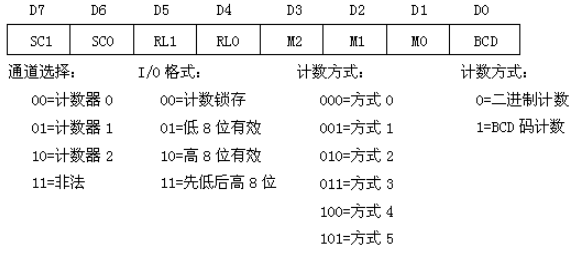 D7 D6 D5 D4 D3 D2 D1 D0
SC1 SC0 RL1 RL0 M2 M1 M0 BCD
通道选择： I/O 格式： 计数方式： 计数方式：
00=计数器 0 00=计数锁存 000=方式 0 0=二进制计数
01=计数器 1 01=低 8 位有效 001=方式 1 1=BCD 码计数
10=计数器 2 10=高 8 位有效 010=方式 2
11=非法 11=先低后高 8 位 011=方式 3
100=方式 4
101=方式 5